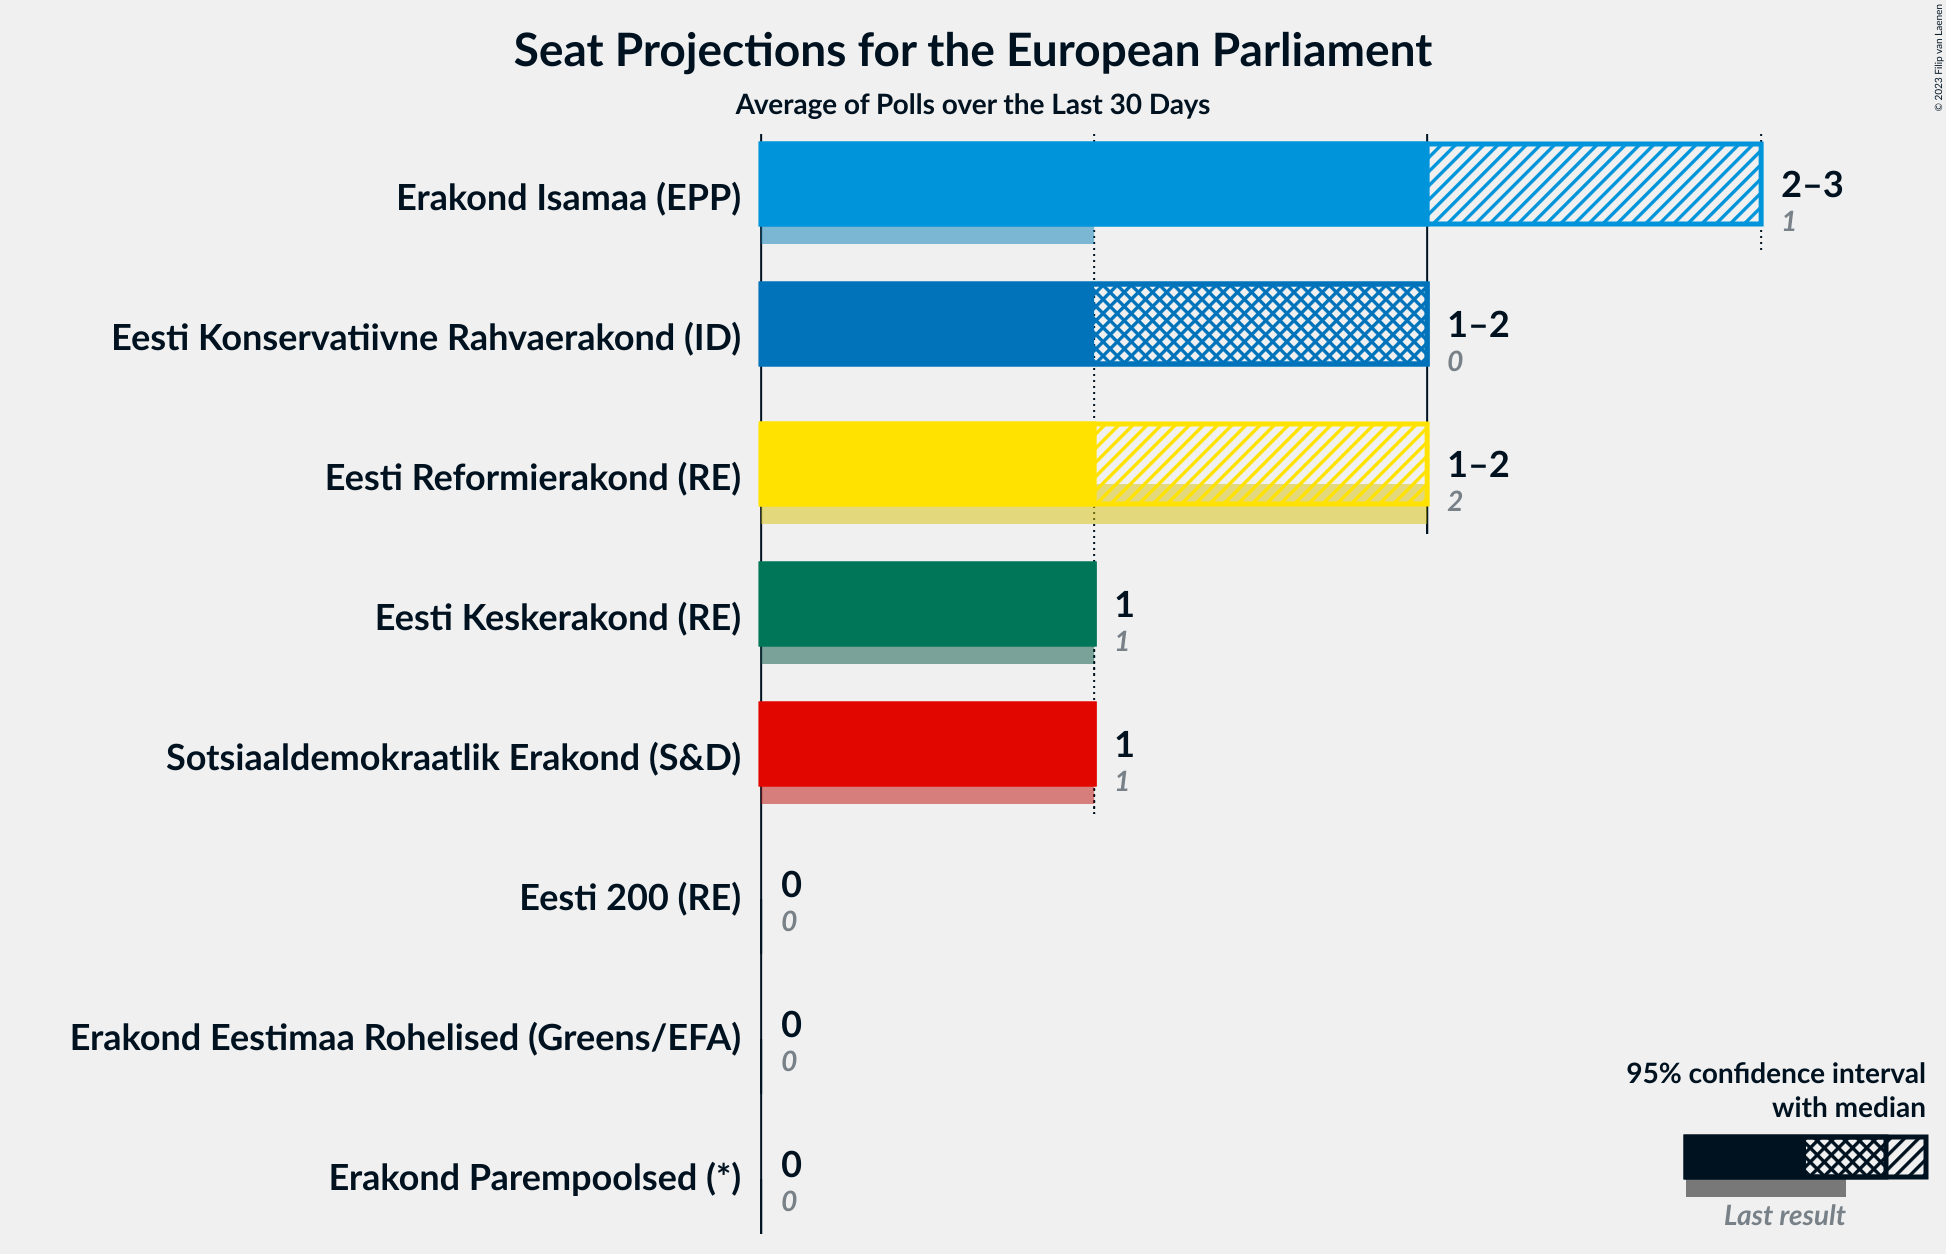 Seat Projections for the European Parliament
Average of Polls over the Last 30 Days
© 2023 Filip van Laenen
Erakond Isamaa (EPP)
2–3
1
Eesti Konservatiivne Rahvaerakond (ID)
1–2
0
Eesti Reformierakond (RE)
1–2
2
Eesti Keskerakond (RE)
1
1
Sotsiaaldemokraatlik Erakond (S&D)
1
1
Eesti 200 (RE)
0
0
Erakond Eestimaa Rohelised (Greens/EFA)
0
0
Erakond Parempoolsed (*)
0
0
95% confidence interval
with median
Last result